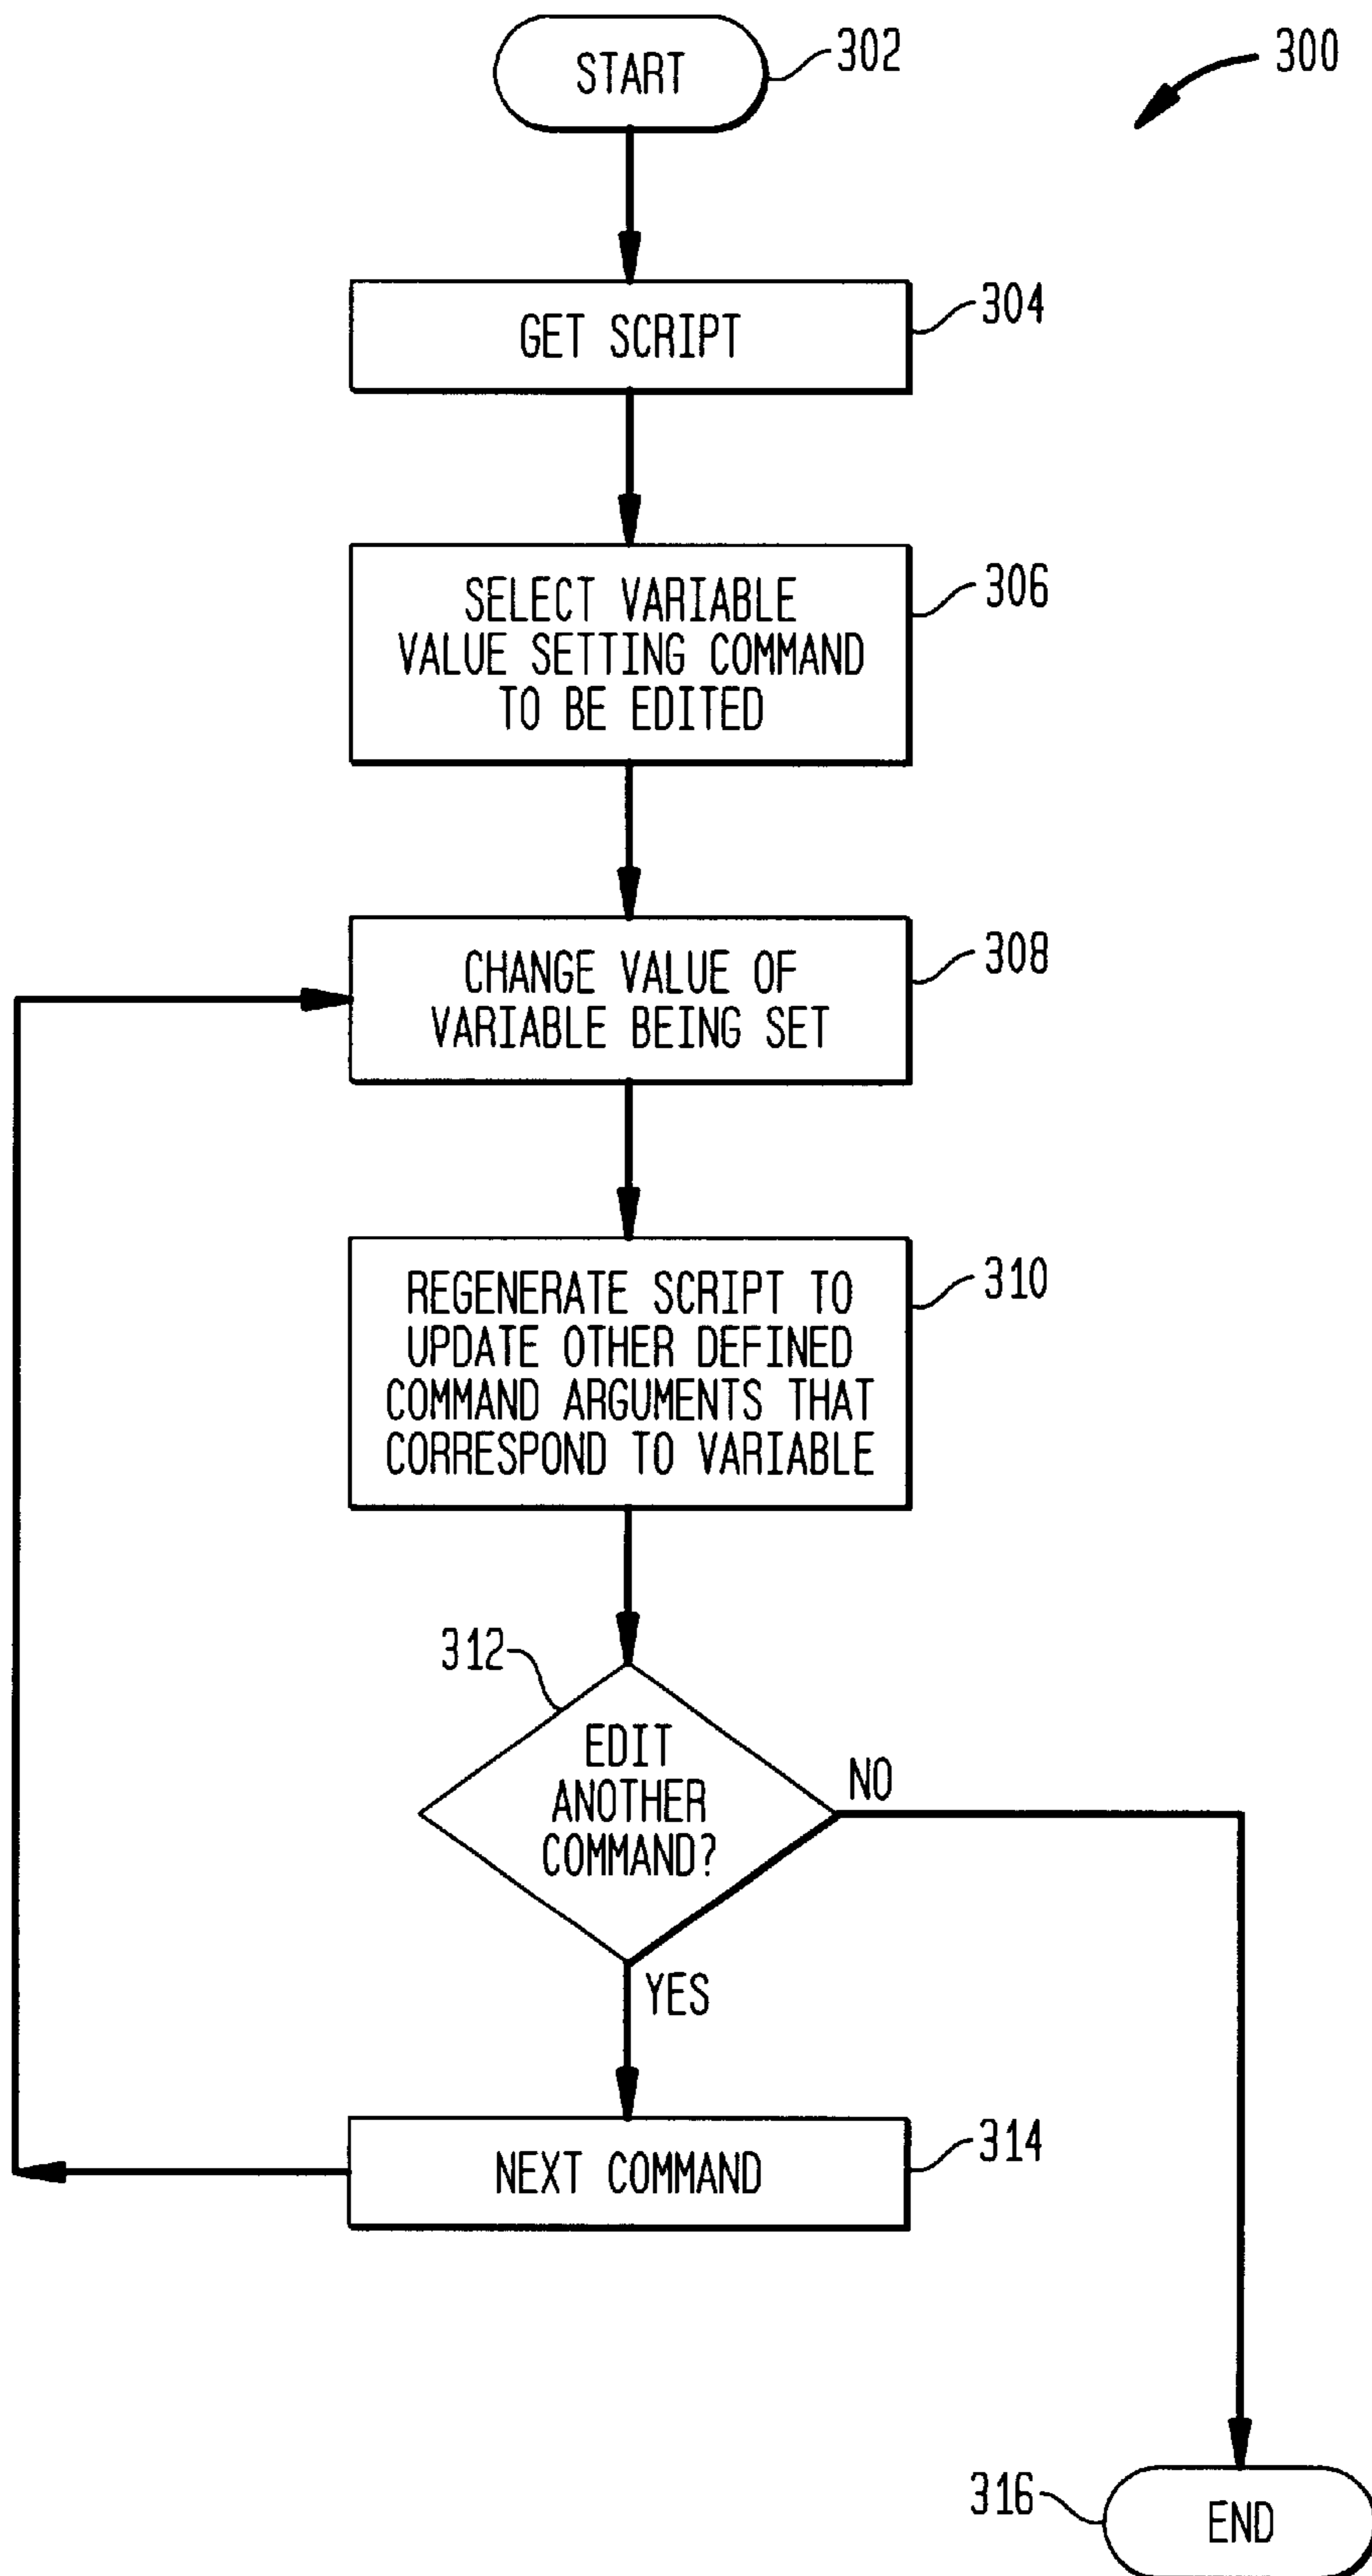 START
302
300
GET SCRIPT
304
SELECT VARIABLE
VALUE SETTING COMMAND
TO BE EDITED
306
CHANGE VALUE OF
VARIABLE BEING SET
308
REGENERATE SCRIPT TO
UPDATE OTHER DEFINED
COMMAND ARGUMENTS THAT
CORRESPOND TO VARIABLE
310
312
EDIT
ANOTHER
COMMAND?
NO
YES
NEXT COMMAND
314
316
END